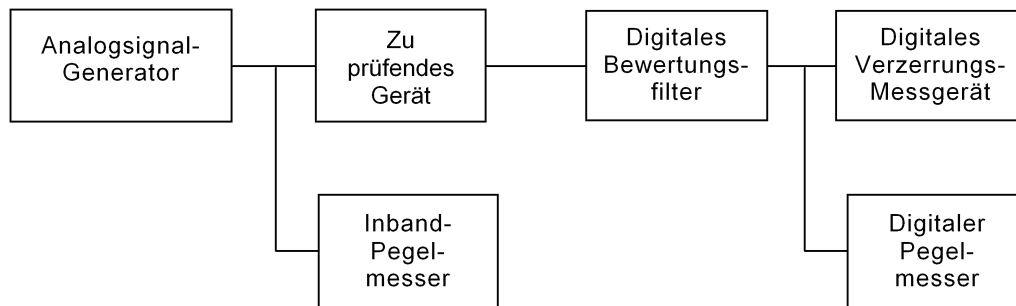 Analogsignal-
Generator
Zu
prüfendes
Gerät
Digitales
Bewertungs-
filter
Digitales
Verzerrungs-
Messgerät
Inband-
Pegel-
messer
Digitaler
Pegel-
messer